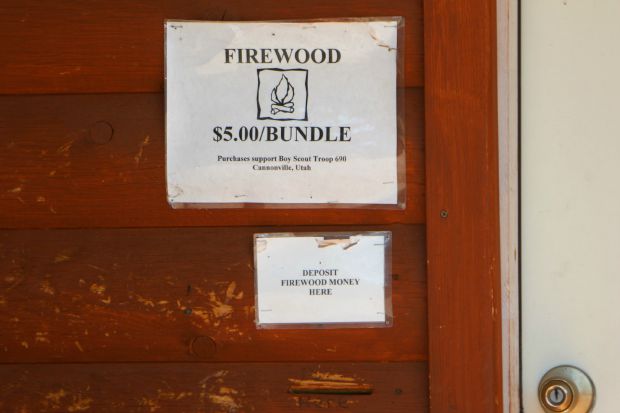 FIREWOOD
$5.00/BUNDLE
Purchases support Boy Scout Troop 690
Cannonville, Utah
DEPOSIT
FIREWOOD MONEY
HERE